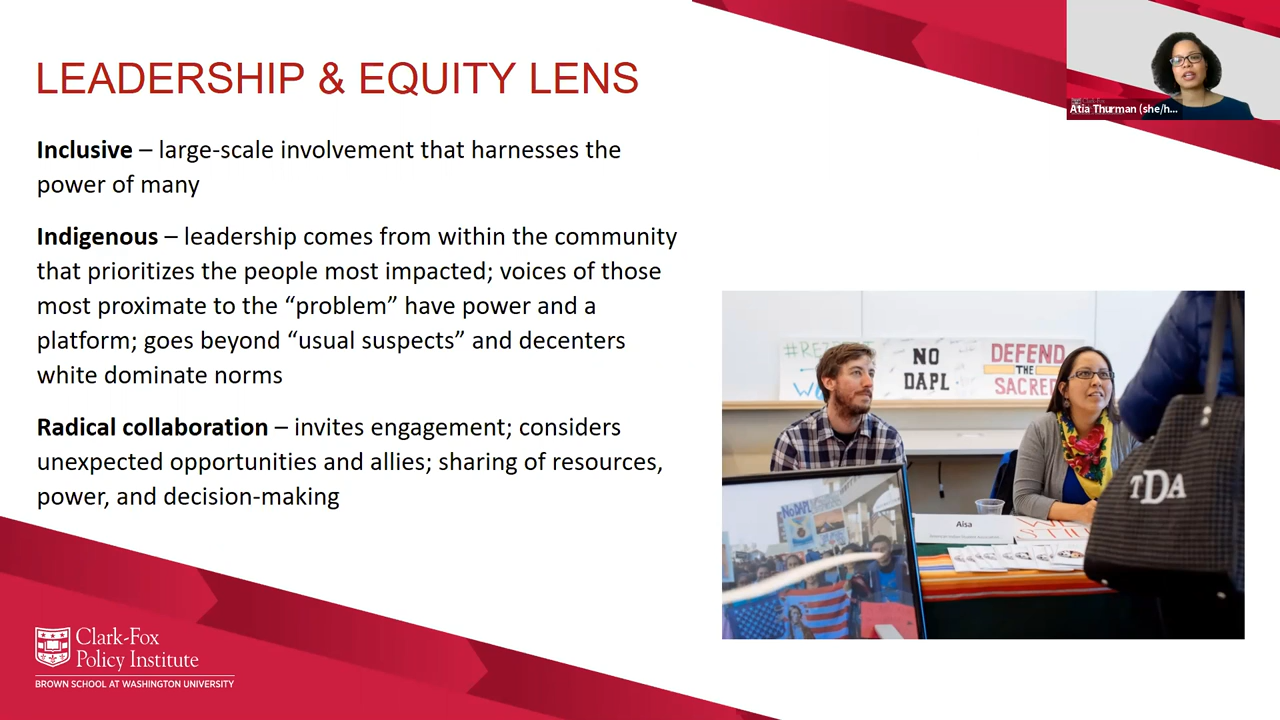 LEADERSHIP & EQUITY LENS
Inclusive – large-scale involvement that harnesses the
power of many
Indigenous – leadership comes from within the community
that prioritizes the people most impacted; voices of those
most proximate to the “problem” have power and a
platform; goes beyond “usual suspects” and decenters
white dominate norms
Radical collaboration – invites engagement; considers
unexpected opportunities and allies; sharing of resources,
power, and decision-making
Atia Thurman (she/h...
NO
DAPL
DEFEND
THE
SACRED
NODAPL
TDA
Aisa
Clark-Fox
Policy Institute
BROWN SCHOOL AT WASHINGTON UNIVERSITY